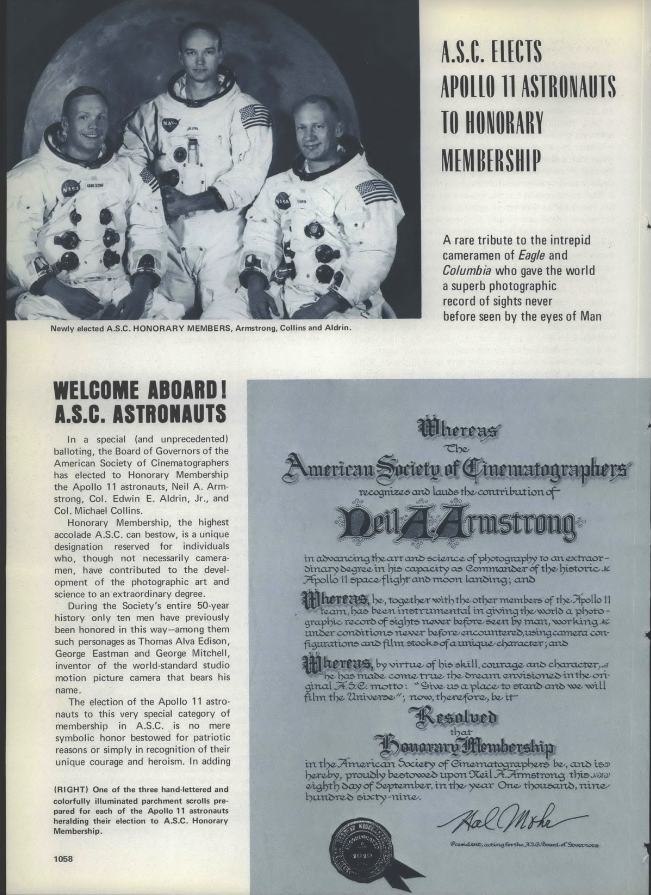 A.S.C. ELECTS
APOLLO 11 ASTRONAUTS
TO HONORARY
MEMBERSHIP
A rare tribute to the intrepid
cameramen of Eagle and
Columbia who gave the world
a superb photographic
record of sights never
before seen by the eyes of Man
Newly elected A.S.C. HONORARY MEMBERS, Armstrong, Collins and Aldrin.
WELCOME ABOARD!
A.S.C. ASTRONAUTS
In a special (and unprecedented)
balloting, the Board of Governors of the
American Society of Cinematographers
has elected to Honorary Membership
the Apollo 11 astronauts, Neil A. Arm-
strong, Col. Edwin E. Aldrin, Jr., and
Col. Michael Collins.
Honorary Membership, the highest
accolade A.S.C. can bestow, is a unique
designation reserved for individuals
who, though not necessarily camera-
men, have contributed to the devel-
opment of the photographic art and
science to an extraordinary degree.
During the Society's entire 50-year
history only ten men have previously
been honored in this way—among them
such personages as Thomas Alva Edison,
George Eastman and George Mitchell,
inventor of the world-standard studio
motion picture camera that bears his
name.
The election of the Apollo 11 astro-
nauts to this very special category of
membership in A.S.C. is no mere
symbolic honor bestowed for patriotic
reasons or simply in recognition of their
unique courage and heroism. In adding
(RIGHT) One of the three hand-lettered and
colorfully illuminated parchment scrolls pre-
pared for each of the Apollo 11 astronauts
heralding their election to A.S.C. Honorary
Membership.
1058
Whereas
The
American Society of Cinematographers
recognizes and lauds the contribution of
Neil A. Armstrong
in advancing the art and science of photography to an extraor-
dinary degree in his capacity as Commander of the historic
Apollo 11 space flight and moon landing; and
Whereas, he, together with the other members of the Apollo 11
team, has been instrumental in giving the world a photo-
graphic record of sights never before seen by man, working
under conditions never before encountered, using camera con-
figurations and film stocks of a unique character; and
Whereas, by virtue of his skill, courage and character,
he has made come true the dream envisioned in the ori-
ginal A.S.C. motto: "Give us a place to stand and we will
film the Universe"; now, therefore, be it
Resolved
that
Honorary Membership
in the American Society of Cinematographers be, and is
hereby, proudly bestowed upon Neil A. Armstrong this
eighth day of September, in the year One thousand, nine
hundred sixty-nine.
Hal Mohr
President, acting for the A.S.C. Board of Governors